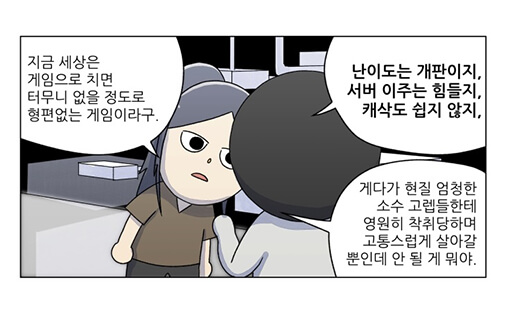 지금 세상은
게임으로 치면
터무니 없을 정도로
형편없는 게임이라구.
난이도는 개판이지,
서버 이주는 힘들지,
캐삭도 쉽지 않지,
게다가 현질 엄청한
소수 고렙들한테
영원히 착취당하며
고통스럽게 살아갈
뿐인데 안 될 게 뭐야.